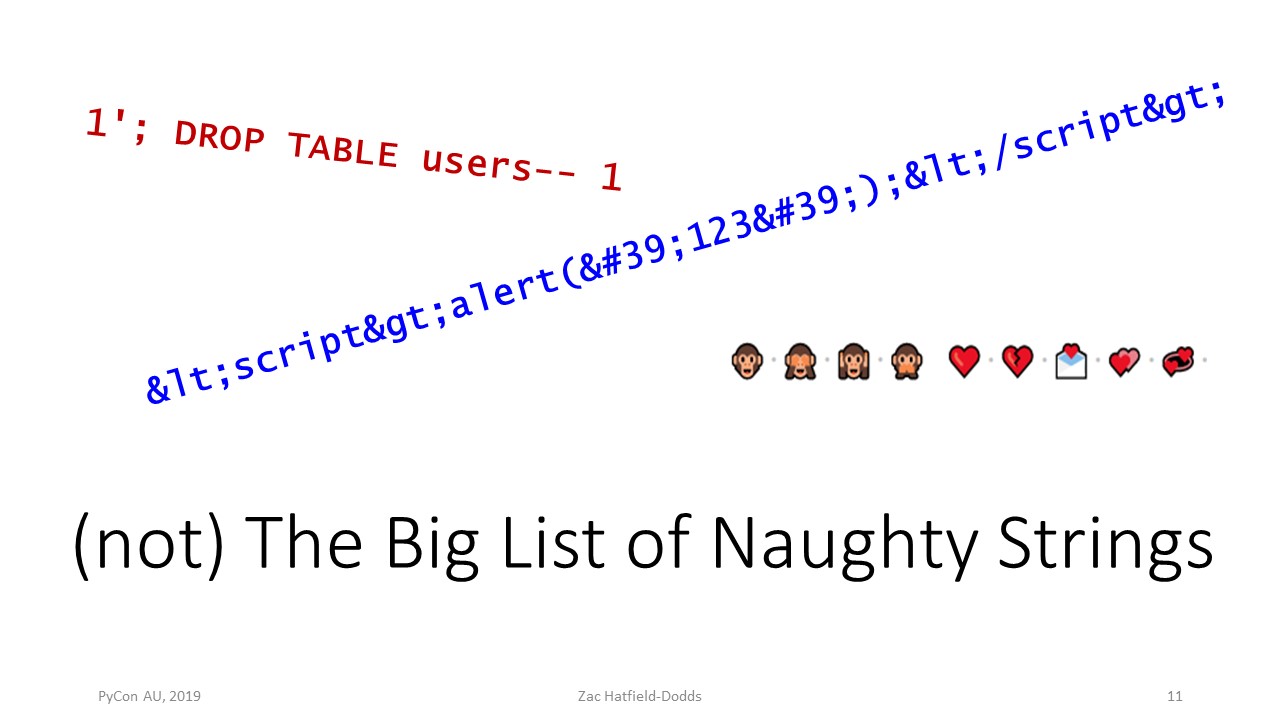 1'; DROP TABLE users-- 1
&lt;script&gt;alert(&#39;123&#39;);&lt;/script&gt;
🐵·🙈·🙉·🙊 ❤️·💔·💌·💕·💞·
(not) The Big List of Naughty Strings
PyCon AU, 2019
Zac Hatfield-Dodds
11